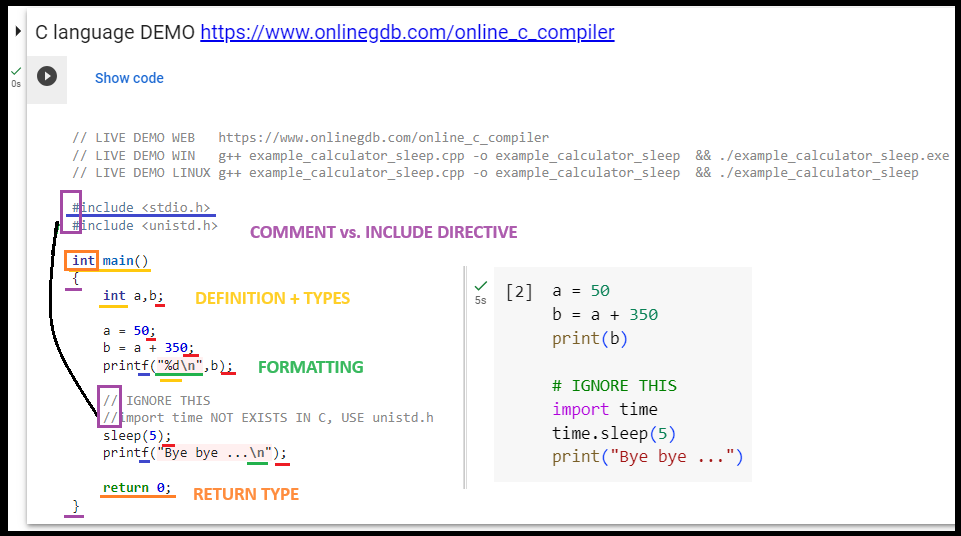 C language DEMO https://www.onlinegdb.com/online_c_compiler
0s
Show code
// LIVE DEMO WEB   https://www.onlinegdb.com/online_c_compiler
// LIVE DEMO WIN   g++ example_calculator_sleep.cpp -o example_calculator_sleep  && ./example_calculator_sleep.exe
// LIVE DEMO LINUX g++ example_calculator_sleep.cpp -o example_calculator_sleep  && ./example_calculator_sleep
#include <stdio.h>
#include <unistd.h>
COMMENT vs. INCLUDE DIRECTIVE
int main()
{
int a,b;
DEFINITION + TYPES
a = 50;
b = a + 350;
printf("%d\n",b);
FORMATTING
// IGNORE THIS
//import time NOT EXISTS IN C, USE unistd.h
sleep(5);
printf("Bye bye ...\n");
return 0;
RETURN TYPE
}
5s
[2] a = 50
b = a + 350
print(b)
# IGNORE THIS
import time
time.sleep(5)
print("Bye bye ...")